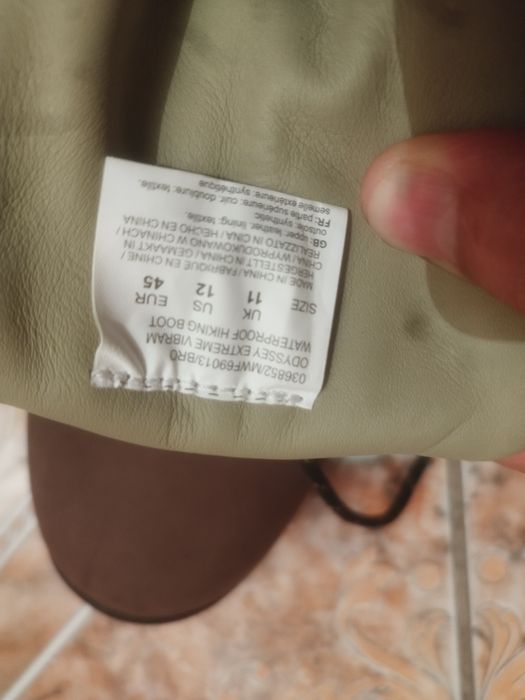 036852/MWF69013/BR0
ODYSSEY EXTREME VIBRAM
WATERPROOF HIKING BOOT
SIZE UK US EUR
11 12 45
MADE IN CHINA / FABRIQUE EN CHINE /
HERGESTELLT IN CHINA / GEMAAKT IN
CHINA / WYPRODUKOWANO W CHINACH /
REALIZZATO IN CINA / HECHO EN CHINA
GB: upper: leather, lining: textile,
outsole: synthetic
FR: partie supérieure: cuir, doublure: textile,
semelle extérieure: synthétique